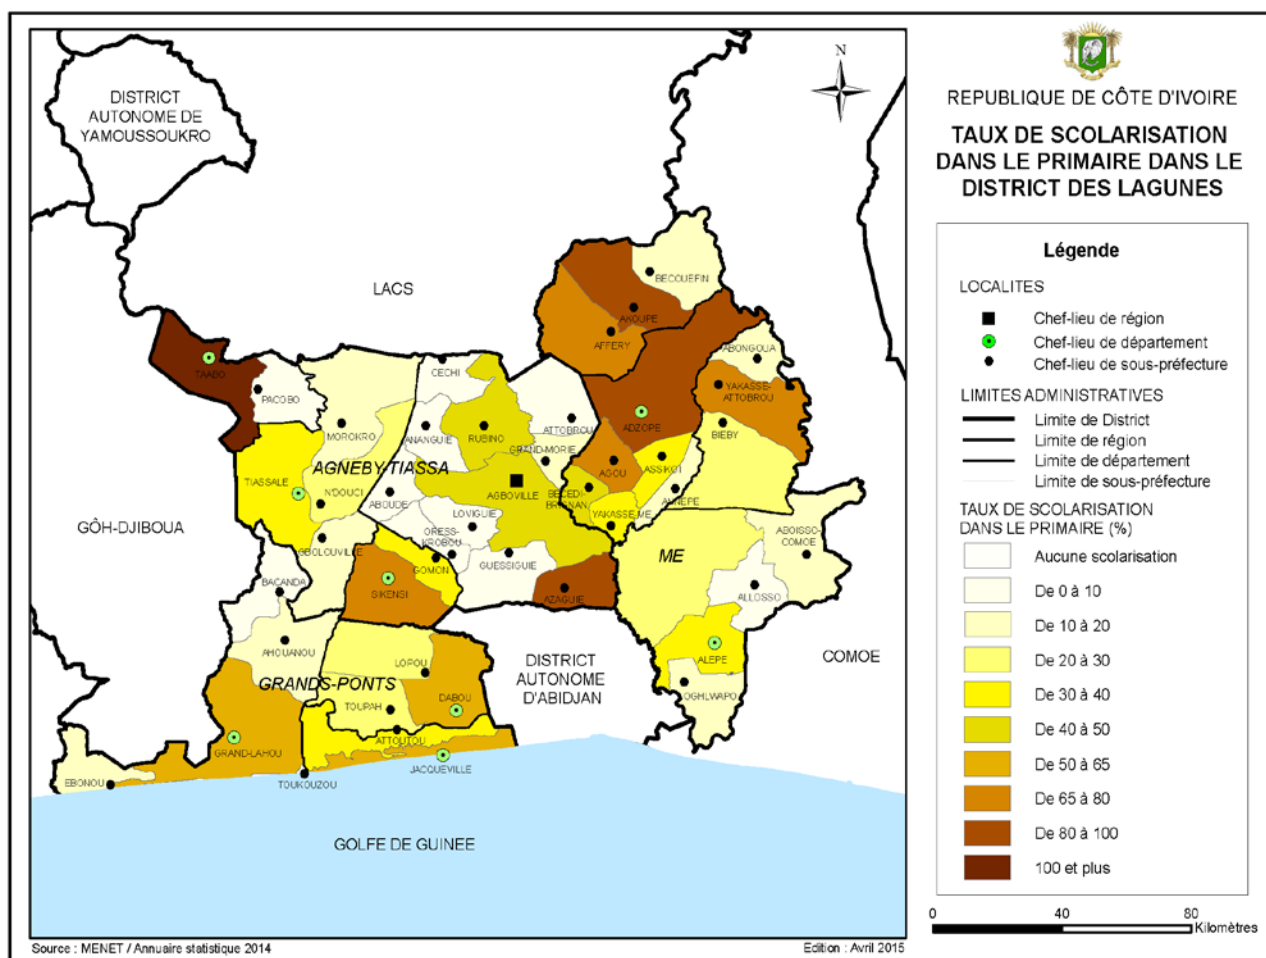 N
DISTRICT
AUTONOME DE
YAMOUSSOUKRO
LACS
BECOUEFIN
AKOUPE
AFFERY
ABONGOUA
TAABO
PACOBO
CECHI
YAKASSE-
ATTOBROU
MOROKRO
ANANGUIE
RUBINO
ATTOBROU
ADZOPE
BIEBY
GRAND-MORIE
AGOU
ASSIKOI
AGNEBY-TIASSA
TIASSALE
N'DOUCI
AGBOVILLE
BECEDI-
BRIGNAN
ANNEPE
ABOUDE
LOVIGUIE
YAKASSE-ME
GÔH-DJIBOUA
ORESS-
KROBOU
ABOISSO-
COMOE
GBOLOUVILLE
GOMON
GUESSIGUIE
ME
BACANDA
SIKENSI
AZAGUIE
ALLOSSO
AHOUANOU
LOPOU
DISTRICT
AUTONOME
D'ABIDJAN
ALEPE
COMOE
GRANDS-PONTS
DABOU
OGHLWAPO
TOUPAH
ATTOUTOU
GRAND-LAHOU
JACQUEVILLE
EBONOU
TOUKOUZOU
GOLFE DE GUINEE
Source : MENET / Annuaire statistique 2014
Edition : Avril 2015
REPUBLIQUE DE CÔTE D'IVOIRE
TAUX DE SCOLARISATION
DANS LE PRIMAIRE DANS LE
DISTRICT DES LAGUNES
Légende
LOCALITES
Chef-lieu de région
Chef-lieu de département
Chef-lieu de sous-préfecture
LIMITES ADMINISTRATIVES
Limite de District
Limite de région
Limite de département
Limite de sous-préfecture
TAUX DE SCOLARISATION
DANS LE PRIMAIRE (%)
Aucune scolarisation
De 0 à 10
De 10 à 20
De 20 à 30
De 30 à 40
De 40 à 50
De 50 à 65
De 65 à 80
De 80 à 100
100 et plus
0 40 80
Kilomètres